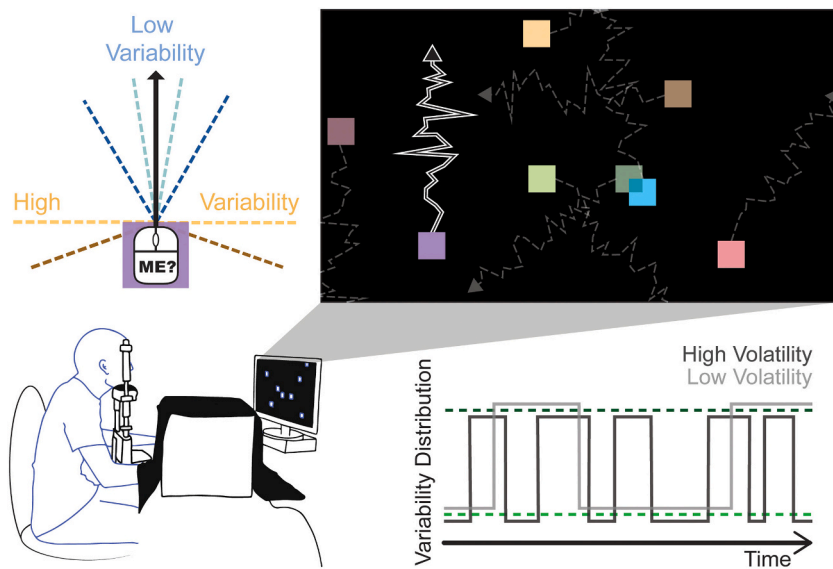 Low
Variability
High Variability
ME?
High Volatility
Low Volatility
Variability Distribution
Time